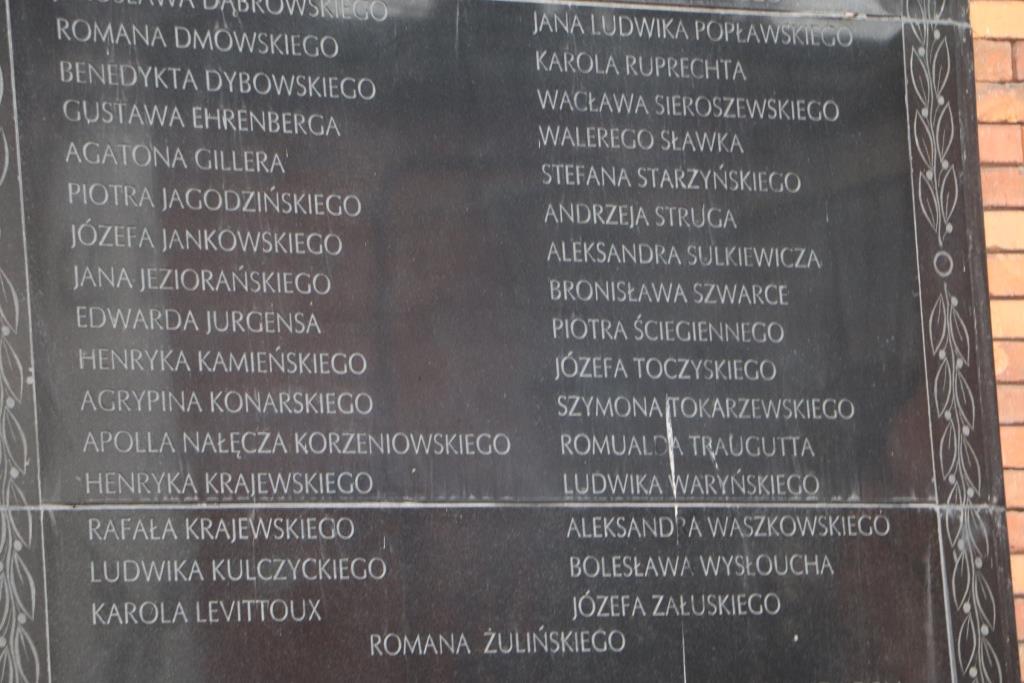 DĄBROWSKIEGO
ROMANA DMOWSKIEGO
BENEDYKTA DYBOWSKIEGO
GUSTAWA EHRENBERGA
AGATONA GILLERA
PIOTRA JAGODZIŃSKIEGO
JÓZEFA JANKOWSKIEGO
JANA JEZIORAŃSKIEGO
EDWARDA JURGENSA
HENRYKA KAMIEŃSKIEGO
AGRYPINA KONARSKIEGO
APOLLA NAŁĘCZA KORZENIOWSKIEGO
HENRYKA KRAJEWSKIEGO
RAFAŁA KRAJEWSKIEGO
LUDWIKA KULCZYCKIEGO
KAROLA LEVITTOUX
JANA LUDWIKA POPŁAWSKIEGO
KAROLA RUPRECHTA
WACŁAWA SIEROSZEWSKIEGO
WALEREGO SŁAWKA
STEFANA STARZYŃSKIEGO
ANDRZEJA STRUGA
ALEKSANDRA SULKIEWICZA
BRONISŁAWA SZWARCE
PIOTRA ŚCIEGIENNEGO
JÓZEFA TOCZYSKIEGO
SZYMONA TOKARZEWSKIEGO
ROMUALDA TRAUGUTTA
LUDWIKA WARYŃSKIEGO
ALEKSANDRA WASZKOWSKIEGO
BOLESŁAWA WYSŁOUCHA
JÓZEFA ZAŁUSKIEGO
ROMANA ŻULIŃSKIEGO